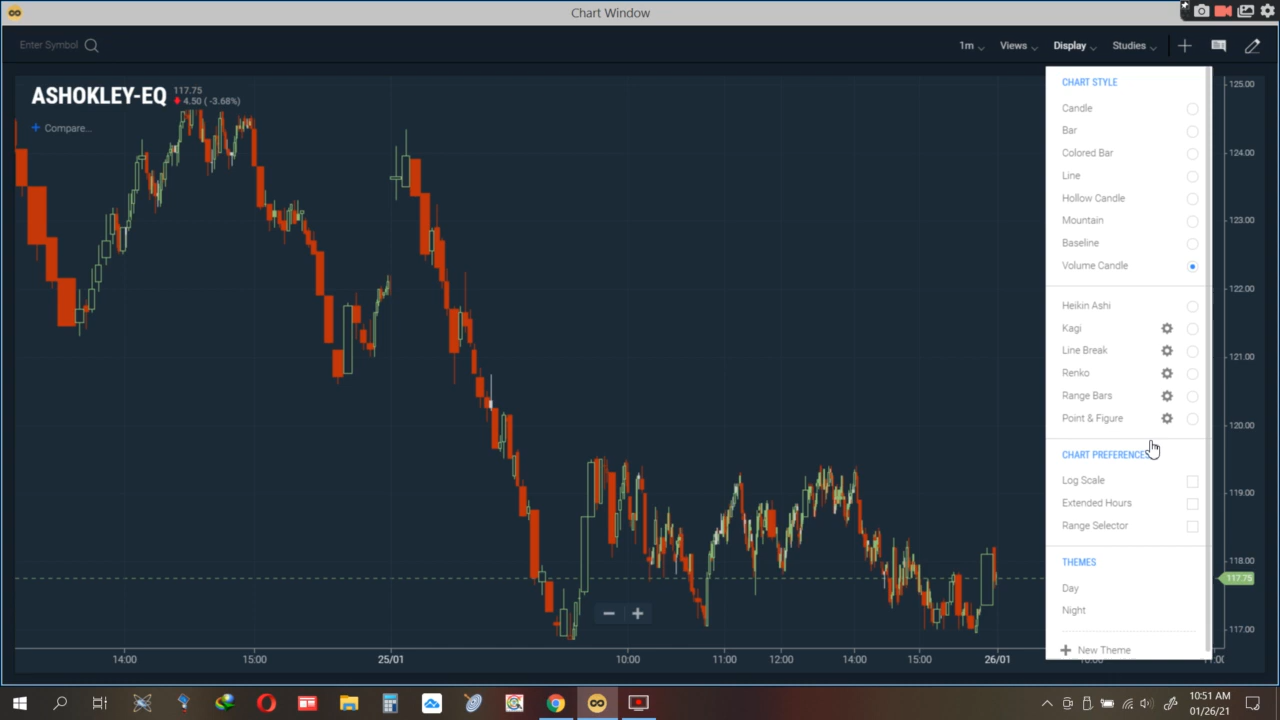 Chart Window
Enter Symbol
1m
Views
Display
Studies
ASHOKLEY-EQ
117.75
4.50 ( -3.68%)
Compare...
CHART STYLE
Candle
Bar
Colored Bar
Line
Hollow Candle
Mountain
Baseline
Volume Candle
Heikin Ashi
Kagi
Line Break
Renko
Range Bars
Point & Figure
CHART PREFERENCES
Log Scale
Extended Hours
Range Selector
THEMES
Day
Night
New Theme
125.00
124.00
123.00
122.00
121.00
120.00
119.00
118.00
117.75
117.00
14:00
15:00
25/01
10:00
11:00
12:00
14:00
15:00
26/01
10:51 AM
01/26/21